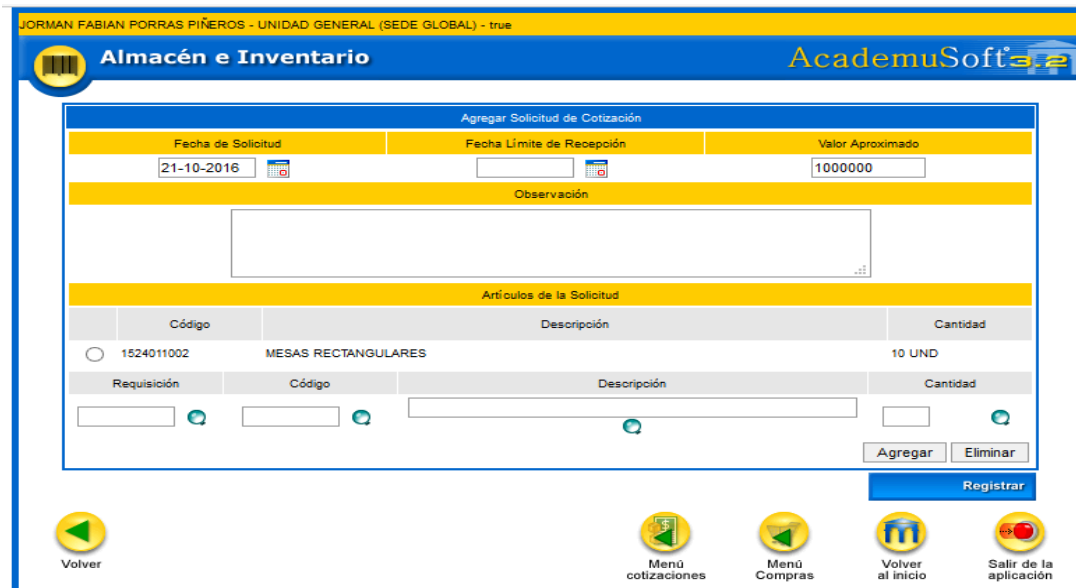 JORMAN FABIAN PORRAS PIÑEROS - UNIDAD GENERAL (SEDE GLOBAL) - true
Almacén e Inventario
AcademuSoft 3.2
Agregar Solicitud de Cotización
Fecha de Solicitud Fecha Límite de Recepción Valor Aproximado
21-10-2016 1000000
Observación
Artículos de la Solicitud
Código Descripción Cantidad
1524011002 MESAS RECTANGULARES 10 UND
Requisición Código Descripción Cantidad
Agregar Eliminar
Registrar
Volver
Menú
cotizaciones
Menú
Compras
Volver
al inicio
Salir de la
aplicación